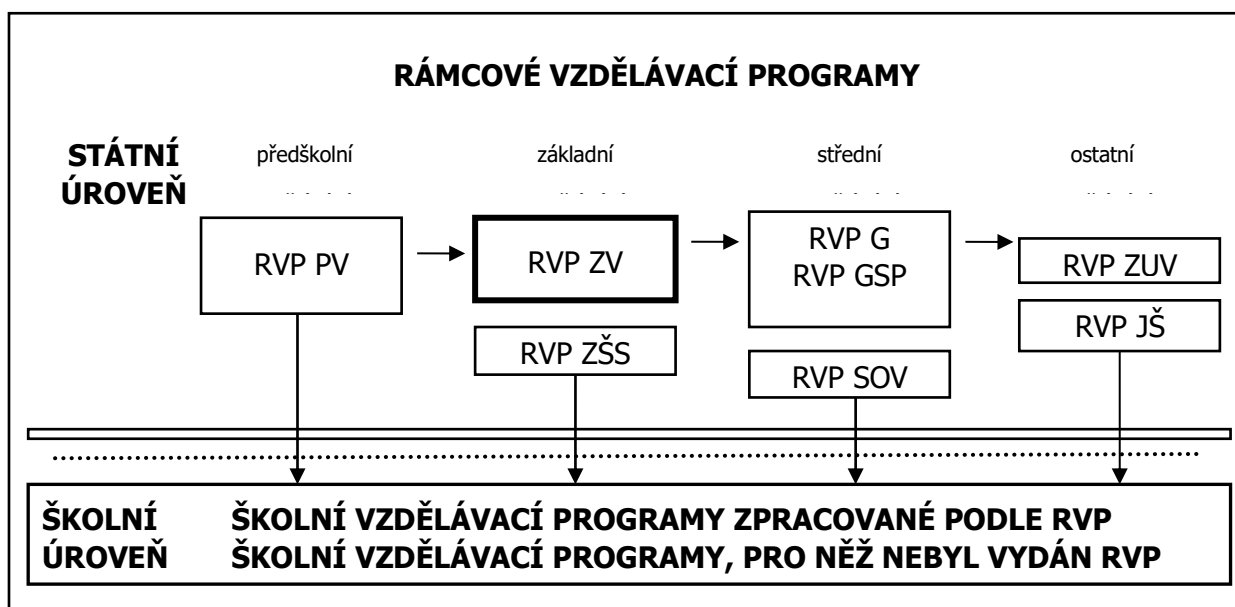 RÁMCOVÉ VZDĚLÁVACÍ PROGRAMY
STÁTNÍ ÚROVEŇ
předškolní
základní
střední
ostatní
RVP PV
RVP ZV
RVP G
RVP GSP
RVP ZUV
RVP ZŠS
RVP JŠ
RVP SOV
ŠKOLNÍ ÚROVEŇ
ŠKOLNÍ VZDĚLÁVACÍ PROGRAMY ZPRACOVANÉ PODLE RVP
ŠKOLNÍ VZDĚLÁVACÍ PROGRAMY, PRO NĚŽ NEBYL VYDÁN RVP